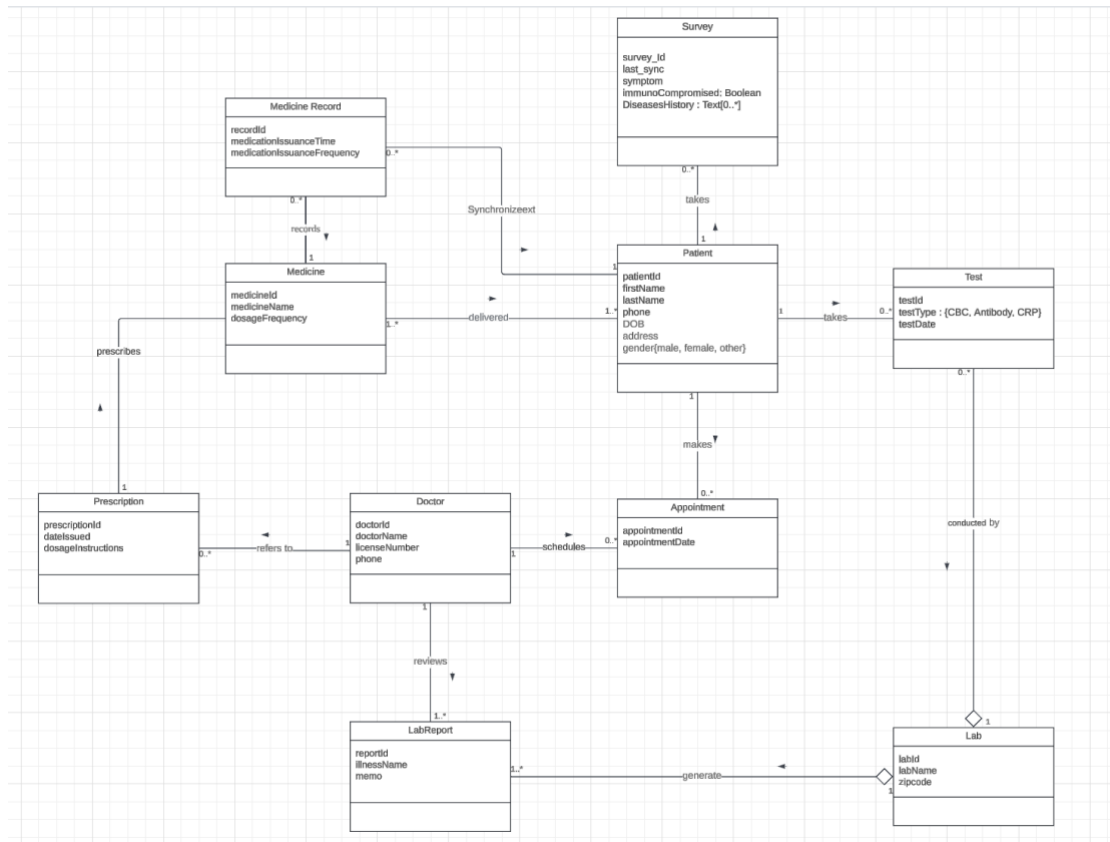 Survey
survey_Id
last_sync
symptom
immunoCompromised: Boolean
DiseasesHistory : Text[0..*]
0..*
takes
1
Medicine Record
recordId
medicationIssuanceTime
medicationIssuanceFrequency
0..*
0..*
records
1
Synchronizeext
1
Medicine
medicineId
medicineName
dosageFrequency
1..*
delivered
1..*
Patient
patientId
firstName
lastName
phone
DOB
address
gender{male, female, other}
1
takes
0..*
Test
testId
testType : {CBC, Antibody, CRP}
testDate
0..*
prescribes
1
1
makes
0..*
Prescription
prescriptionId
dateIssued
dosageInstructions
0..*
refers to
1
Doctor
doctorId
doctorName
licenseNumber
phone
1
schedules
0..*
Appointment
appointmentId
appointmentDate
conducted by
1
1
reviews
1..*
LabReport
reportId
illnessName
memo
1..*
generate
1
Lab
labId
labName
zipcode